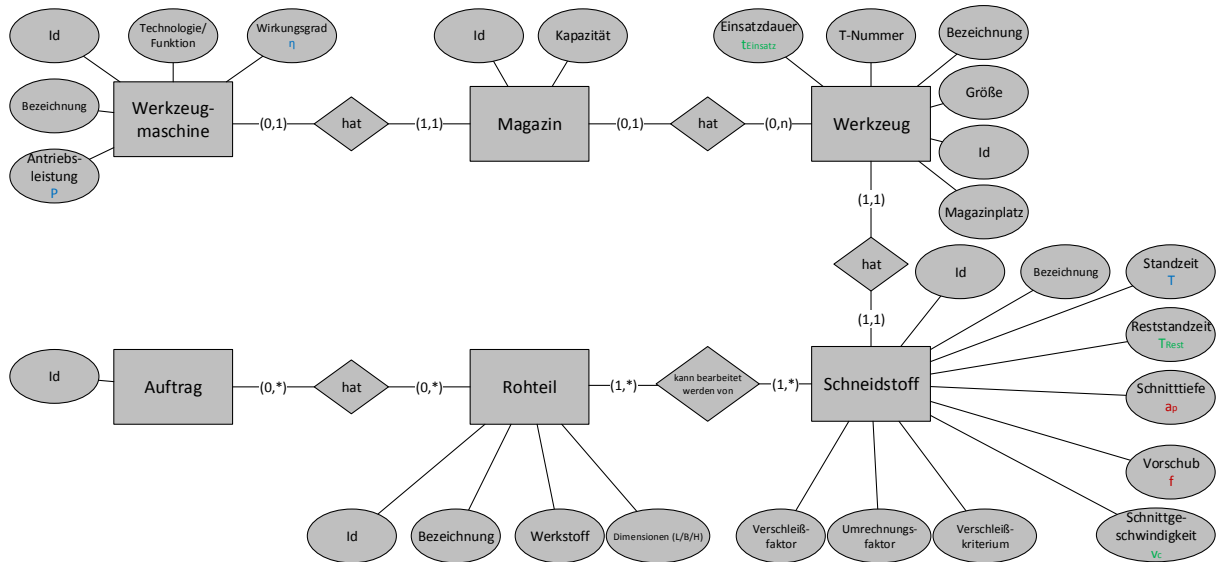 Id
Technologie/
Funktion
Wirkungsgrad
η
Bezeichnung
Antriebs-
leistung
P
Werkzeug-
maschine
(0,1)
hat
(1,1)
Id
Kapazität
Magazin
(0,1)
hat
(0,n)
Einsatzdauer
tEinsatz
T-Nummer
Bezeichnung
Größe
Id
Magazinplatz
Werkzeug
(1,1)
hat
(1,1)
Id
Auftrag
(0,*)
hat
(0,*)
Rohteil
(1,*)
kann bearbeitet
werden von
(1,*)
Schneidstoff
Id
Bezeichnung
Standzeit
T
Reststandzeit
TRest
Schnitttiefe
ap
Vorschub
f
Schnittge-
schwindigkeit
vc
Id
Bezeichnung
Werkstoff
Dimensionen (L/B/H)
Verschleiß-
faktor
Umrechnungs-
faktor
Verschleiß-
kriterium